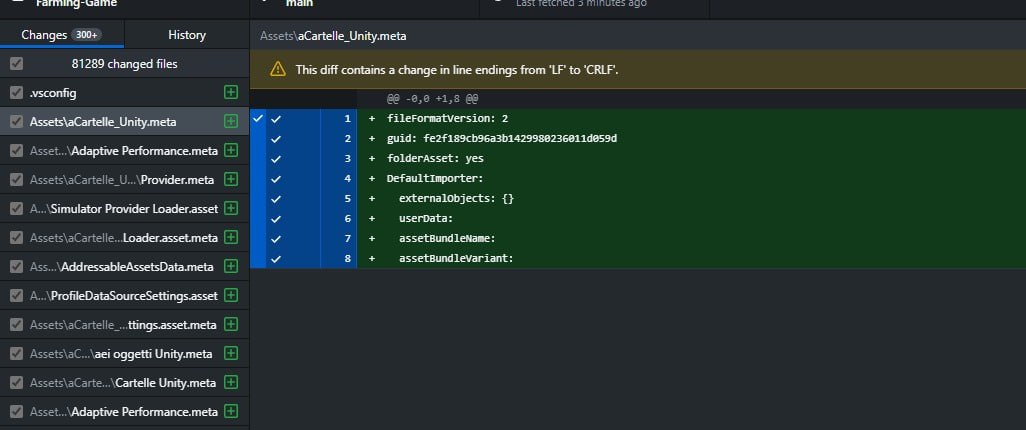 Farming-Game
main
Last fetched 3 minutes ago
Changes 300+
History
Assets\aCartelle_Unity.meta
81289 changed files
This diff contains a change in line endings from 'LF' to 'CRLF'.
.vsconfig
@@ -0,0 +1,8 @@
Assets\aCartelle_Unity.meta
1 + fileFormatVersion: 2
2 + guid: fe2f189cb96a3b1429980236011d059d
Asset...\Adaptive Performance.meta
3 + folderAsset: yes
Assets\aCartelle_U...\Provider.meta
4 + DefaultImporter:
5 + externalObjects: {}
A...\Simulator Provider Loader.asset
6 + userData:
Assets\aCartelle...Loader.asset.meta
7 + assetBundleName:
8 + assetBundleVariant:
Ass...\AddressableAssetsData.meta
A...\ProfileDataSourceSettings.asset
Assets\aCartelle_...ttings.asset.meta
Assets\aC...\aei oggetti Unity.meta
Assets\aCarte...\Cartelle Unity.meta
Asset...\Adaptive Performance.meta